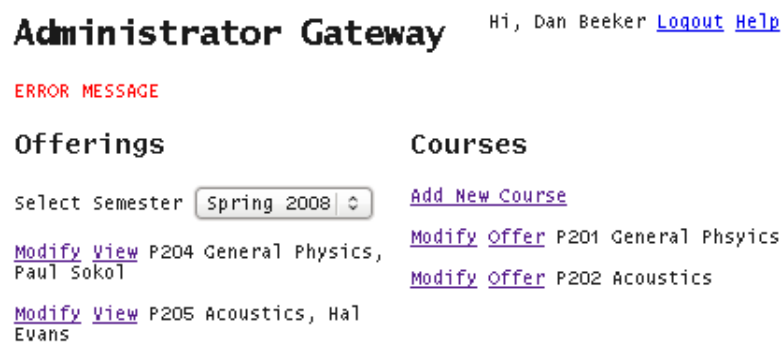 Administrator Gateway
Hi, Dan Beeker Logout Help
ERROR MESSAGE
Offerings
Select Semester Spring 2008
Modify View P204 General Physics,
Paul Sokol
Modify View P205 Acoustics, Hal
Evans
Courses
Add New Course
Modify Offer P201 General Phsyics
Modify Offer P202 Acoustics